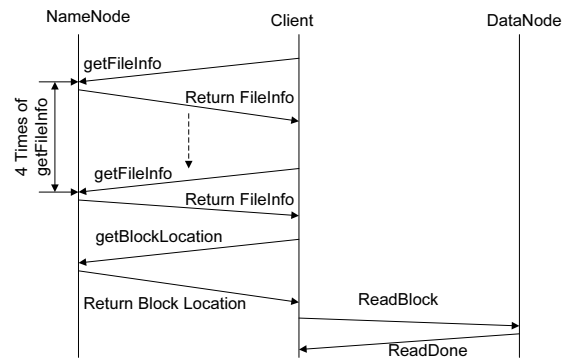 NameNode
Client
DataNode
getFileInfo
Return FileInfo
4 Times of
getFileInfo
getFileInfo
Return FileInfo
getBlockLocation
Return Block Location
ReadBlock
ReadDone